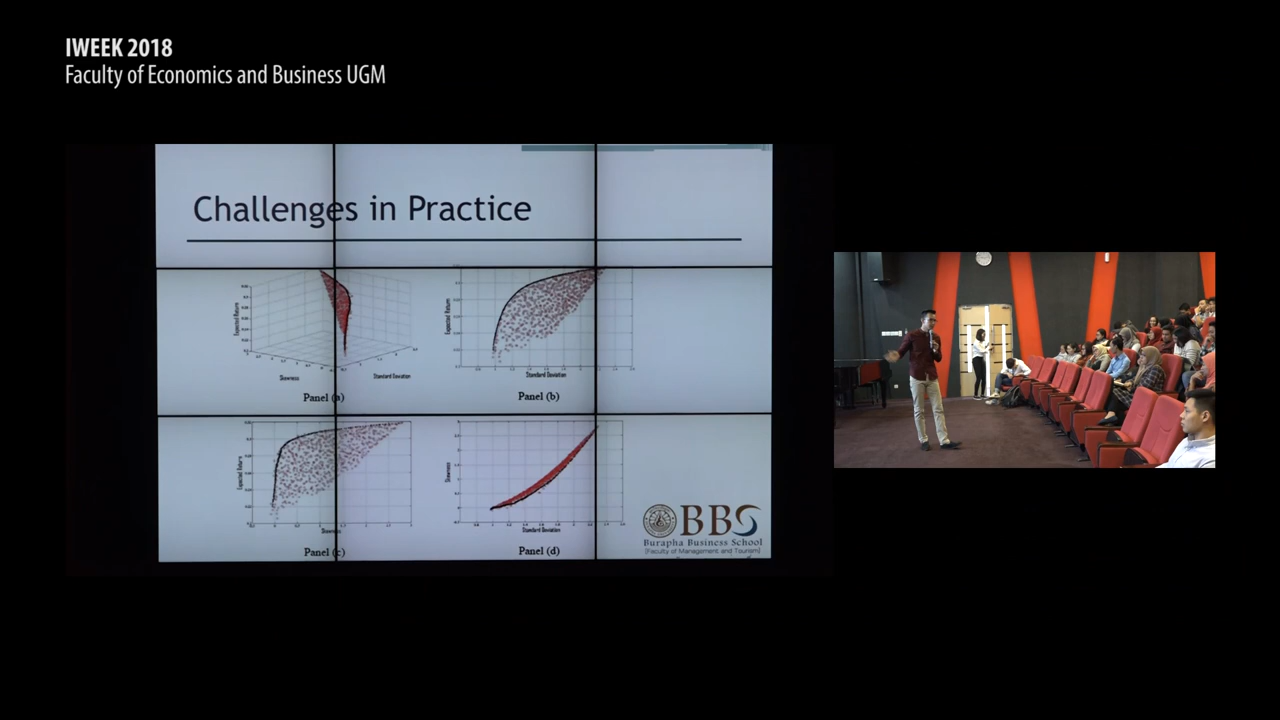 IWEEK 2018
Faculty of Economics and Business UGM
Challenges in Practice
Expected Return
Skewness
Standard Deviation
Panel (a)
Expected Return
Standard Deviation
Panel (b)
Expected Return
Panel (c)
Skewness
Standard Deviation
Panel (d)
BBS
Burapha Business School
(Faculty of Management and Tourism)